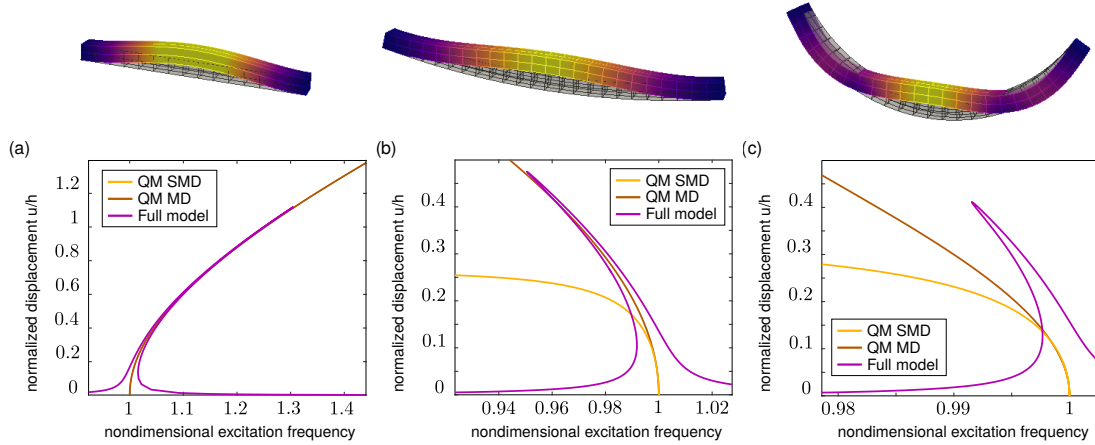 (a)
normalized displacement u/h
1.2
1
0.8
0.6
0.4
0.2
0
QM SMD
QM MD
Full model
1
1.1
1.2
1.3
1.4
nondimensional excitation frequency
(b)
normalized displacement u/h
0.4
0.3
0.2
0.1
0
QM SMD
QM MD
Full model
0.94
0.96
0.98
1
1.02
nondimensional excitation frequency
(c)
normalized displacement u/h
0.5
0.4
0.3
0.2
0.1
0
QM SMD
QM MD
Full model
0.98
0.99
1
nondimensional excitation frequency